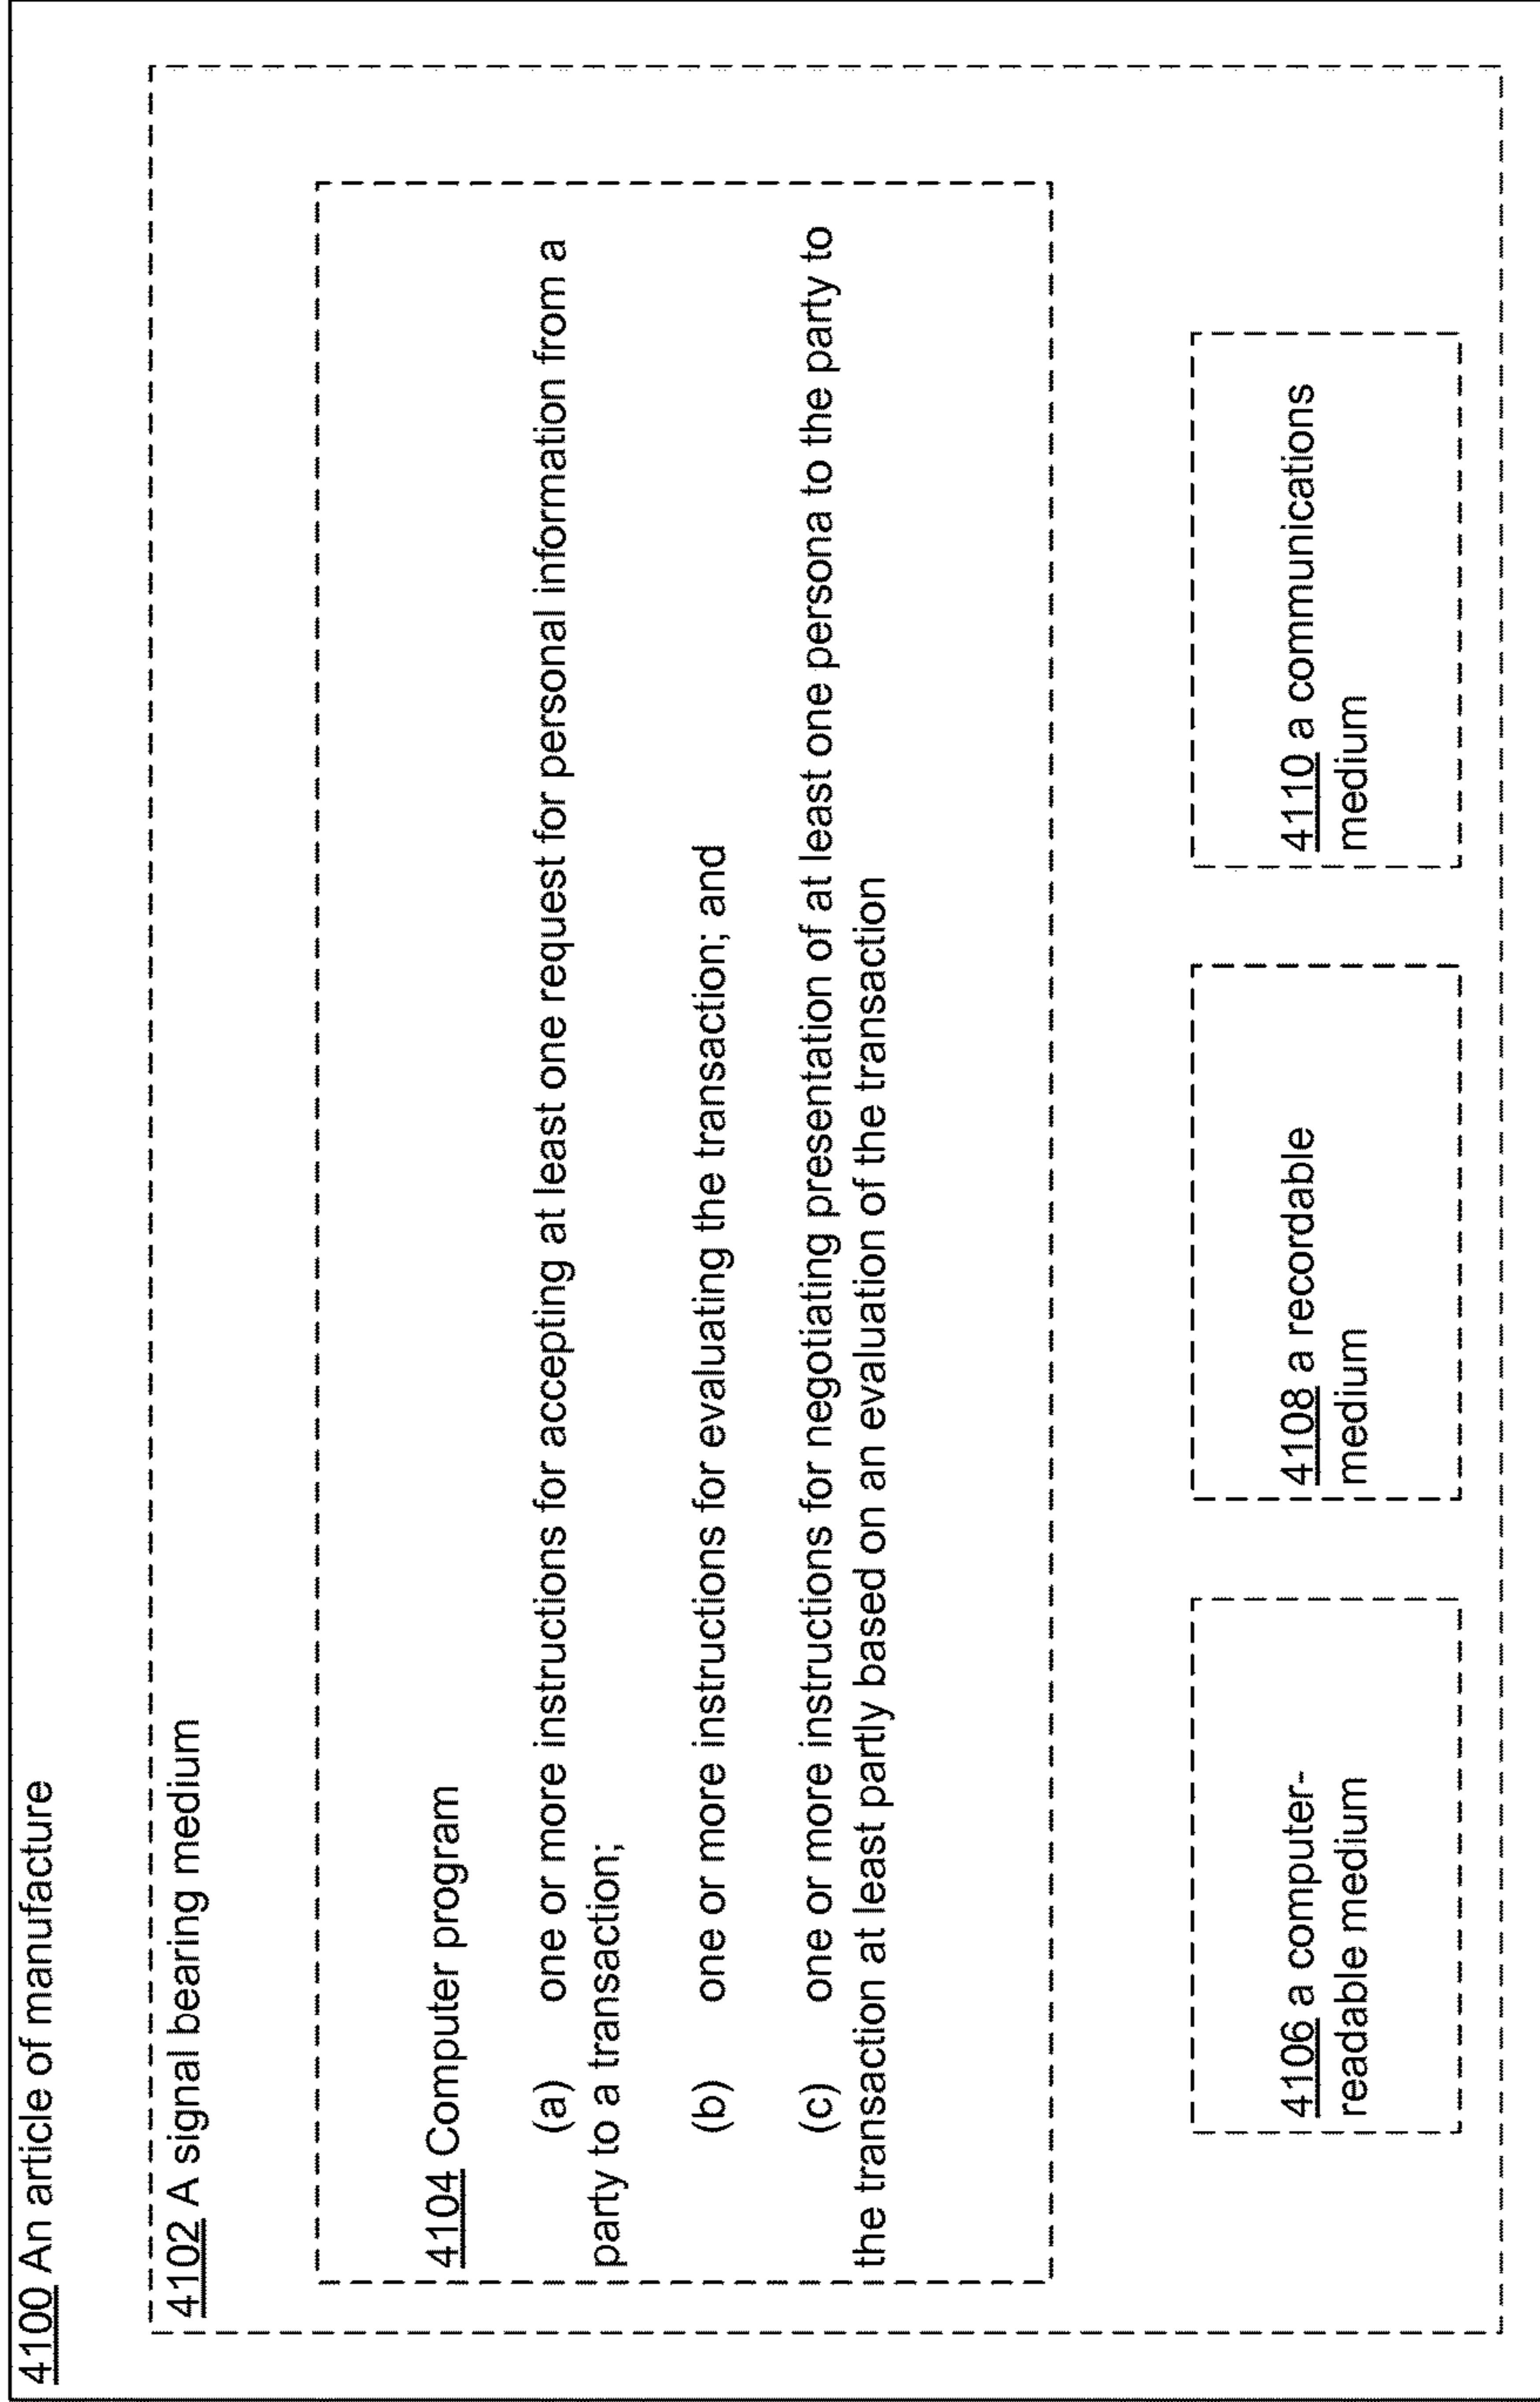 4100 An article of manufacture
4102 A signal bearing medium
4104 Computer program
(a) one or more instructions for accepting at least one request for personal information from a
party to a transaction;
(b) one or more instructions for evaluating the transaction; and
(c) one or more instructions for negotiating presentation of at least one persona to the party to
the transaction at least partly based on an evaluation of the transaction
4106 a computer-
readable medium
4108 a recordable
medium
4110 a communications
medium